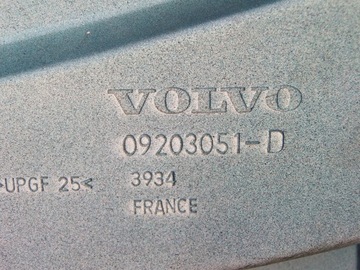 VOLVO
09203051-D
>UPGF 25< 3934
FRANCE